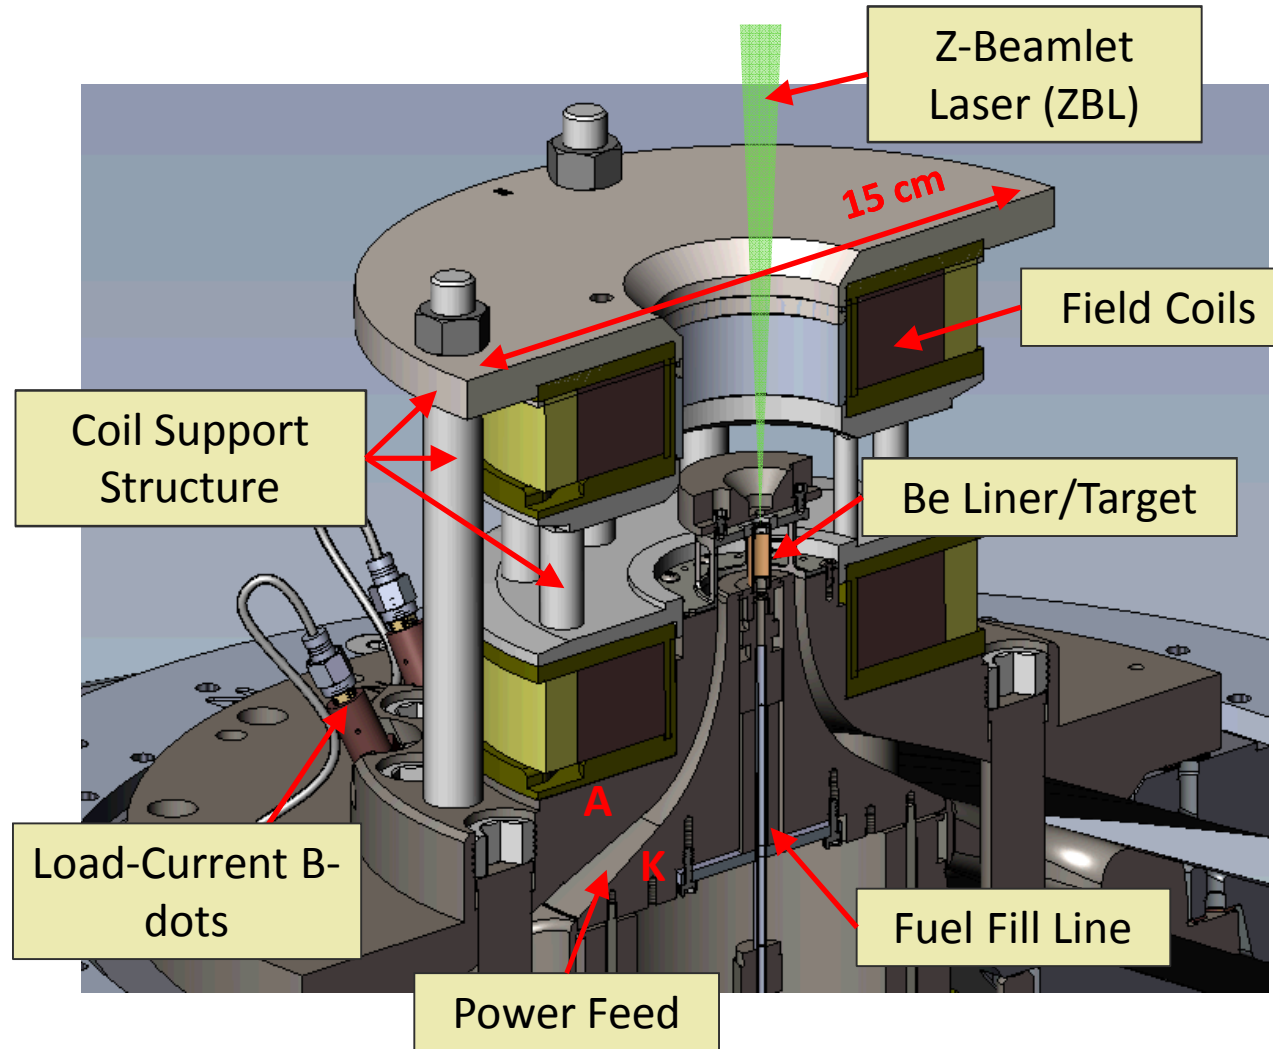 Z-Beamlet
Laser (ZBL)
15 cm
Field Coils
Coil Support
Structure
Be Liner/Target
A
K
Load-Current B-
dots
Fuel Fill Line
Power Feed